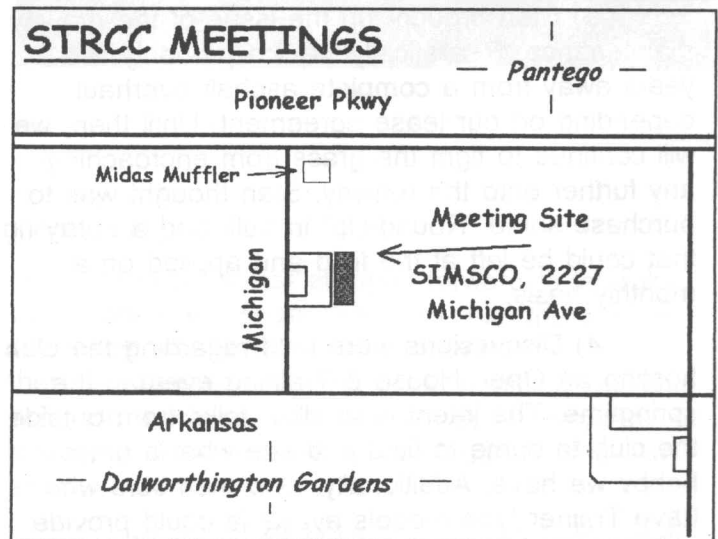 STRCC MEETINGS
Pantego
Pioneer Pkwy
Midas Muffler
Meeting Site
SIMSCO, 2227
Michigan Ave
Michigan
Arkansas
Dalworthington Gardens